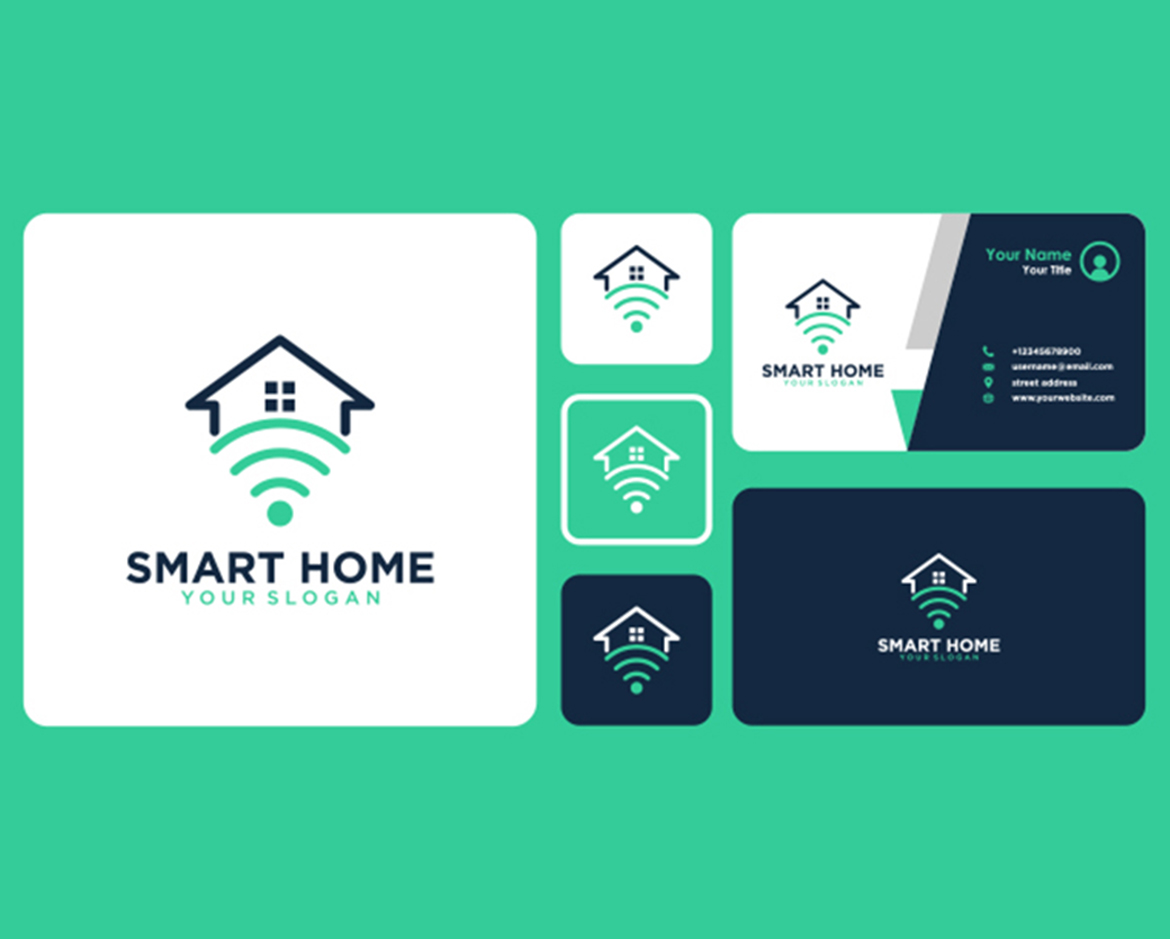 SMART HOME
YOUR SLOGAN
SMART HOME
YOUR SLOGAN
Your Name
Your Title
+12345678900
username@email.com
street address
www.yourwebsite.com
SMART HOME
YOUR SLOGAN